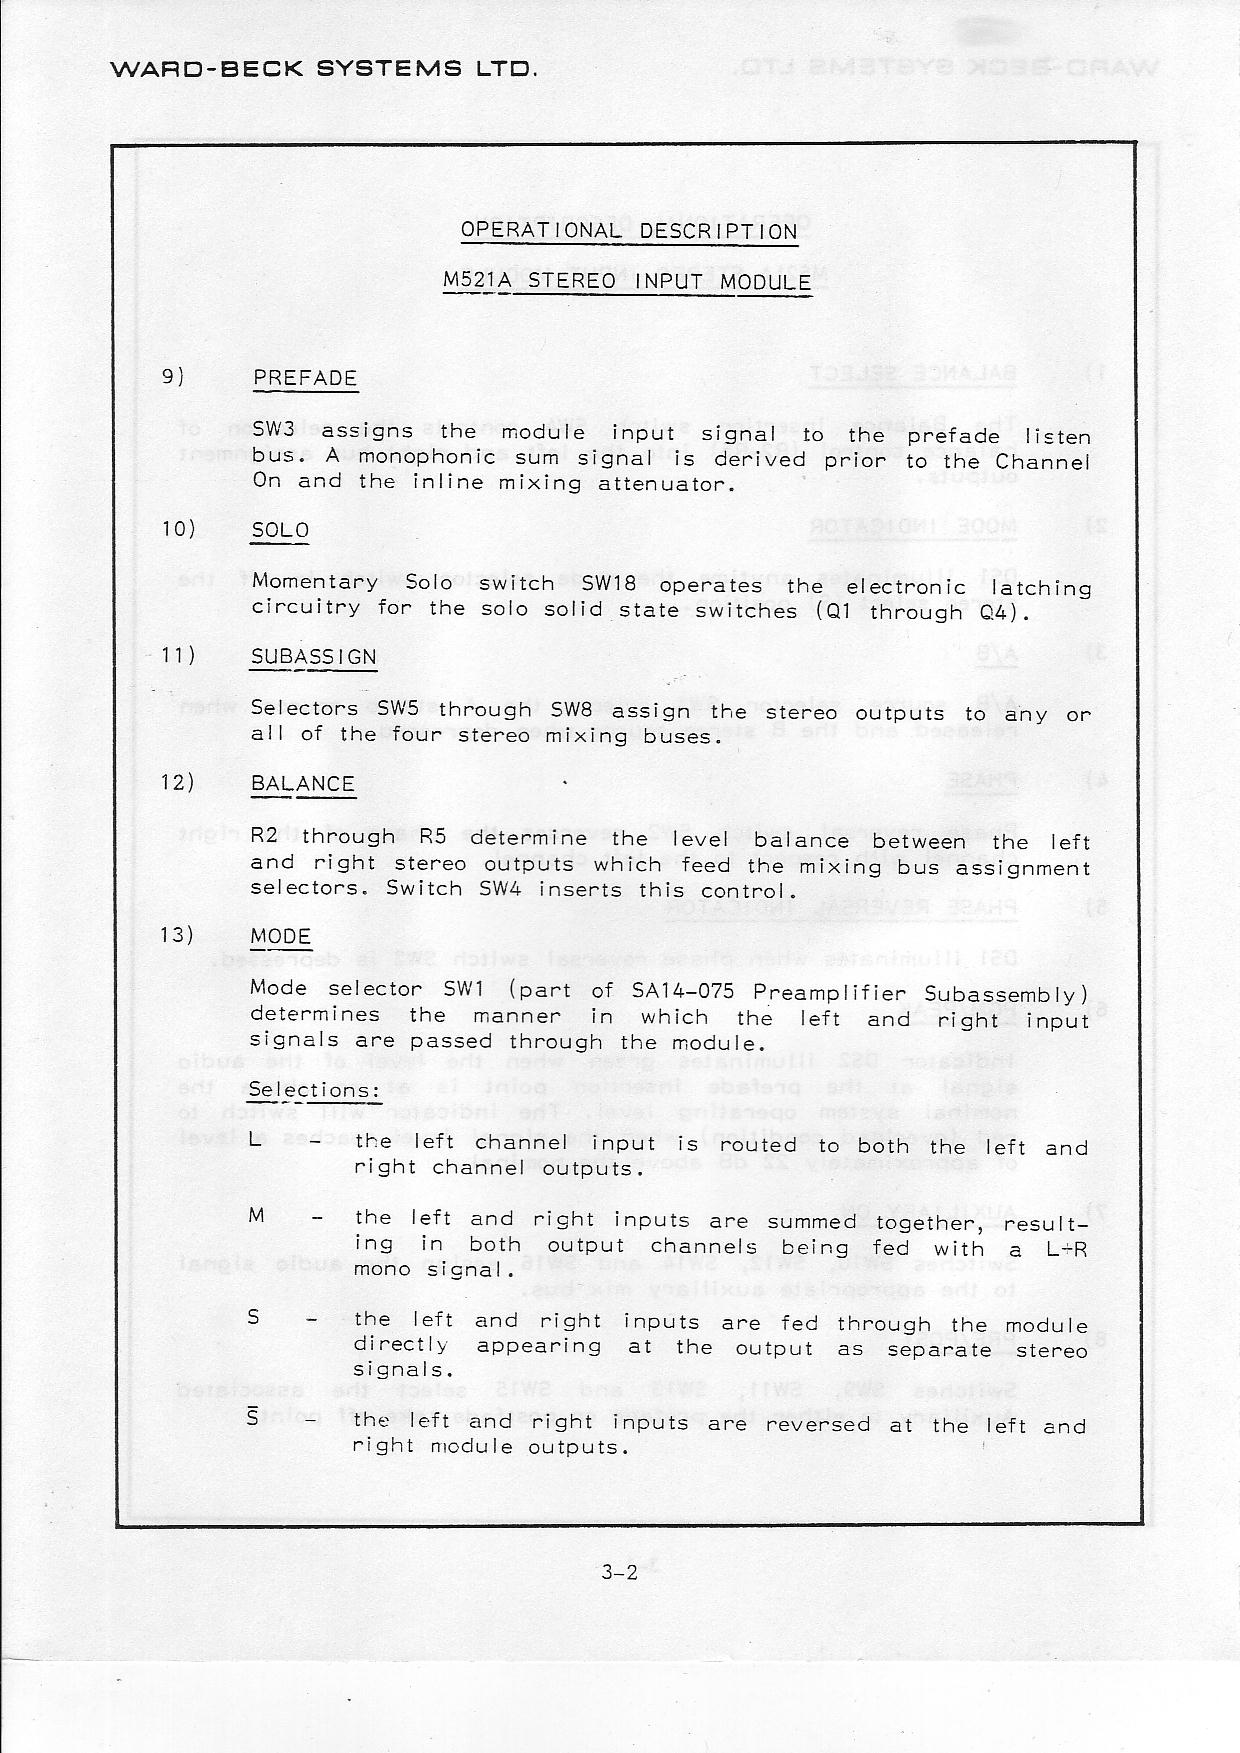 WARD-BECK SYSTEMS LTD.
OPERATIONAL DESCRIPTION
M521A STEREO INPUT MODULE
9) PREFADE
SW3 assigns the module input signal to the prefade listen
bus. A monophonic sum signal is derived prior to the Channel
On and the inline mixing attenuator.
10) SOLO
Momentary Solo switch SW18 operates the electronic latching
circuitry for the solo solid state switches (Q1 through Q4).
11) SUBASSIGN
Selectors SW5 through SW8 assign the stereo outputs to any or
all of the four stereo mixing buses.
12) BALANCE
R2 through R5 determine the level balance between the left
and right stereo outputs which feed the mixing bus assignment
selectors. Switch SW4 inserts this control.
13) MODE
Mode selector SW1 (part of SA14-075 Preamplifier Subassembly)
determines the manner in which the left and right input
signals are passed through the module.
Selections:
L - the left channel input is routed to both the left and
right channel outputs.
M - the left and right inputs are summed together, result-
ing in both output channels being fed with a L+R
mono signal.
S - the left and right inputs are fed through the module
directly appearing at the output as separate stereo
signals.
S̅ - the left and right inputs are reversed at the left and
right module outputs.
3-2